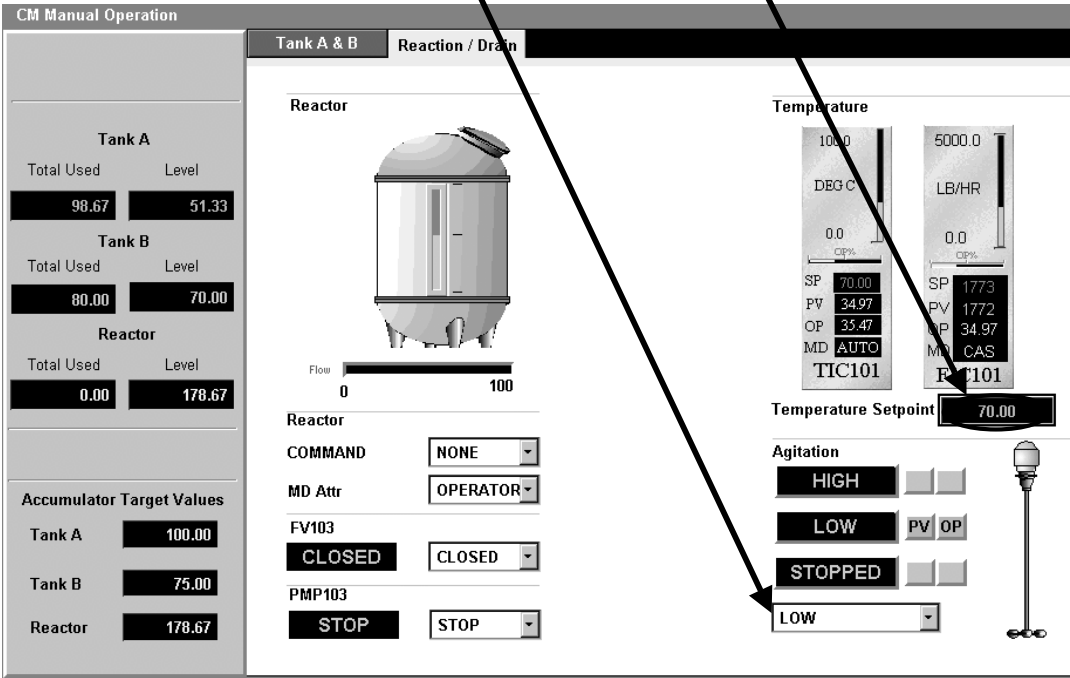 CM Manual Operation
Tank A & B
Reaction / Drain
Tank A
Total Used Level
98.67 51.33
Tank B
Total Used Level
80.00 70.00
Reactor
Total Used Level
0.00 178.67
Accumulator Target Values
Tank A 100.00
Tank B 75.00
Reactor 178.67
Reactor
Flow
0 100
Reactor
COMMAND NONE
MD Attr OPERATOR
FV103
CLOSED CLOSED
PMP103
STOP STOP
Temperature
100.0
DEG C
0.0
OP%
SP 70.00
PV 34.97
OP 35.47
MD AUTO
TIC101
5000.0
LB/HR
0.0
OP%
SP 1773
PV 1772
OP 34.97
MD CAS
Temperature Setpoint 70.00
Agitation
HIGH
LOW PV OP
STOPPED
LOW